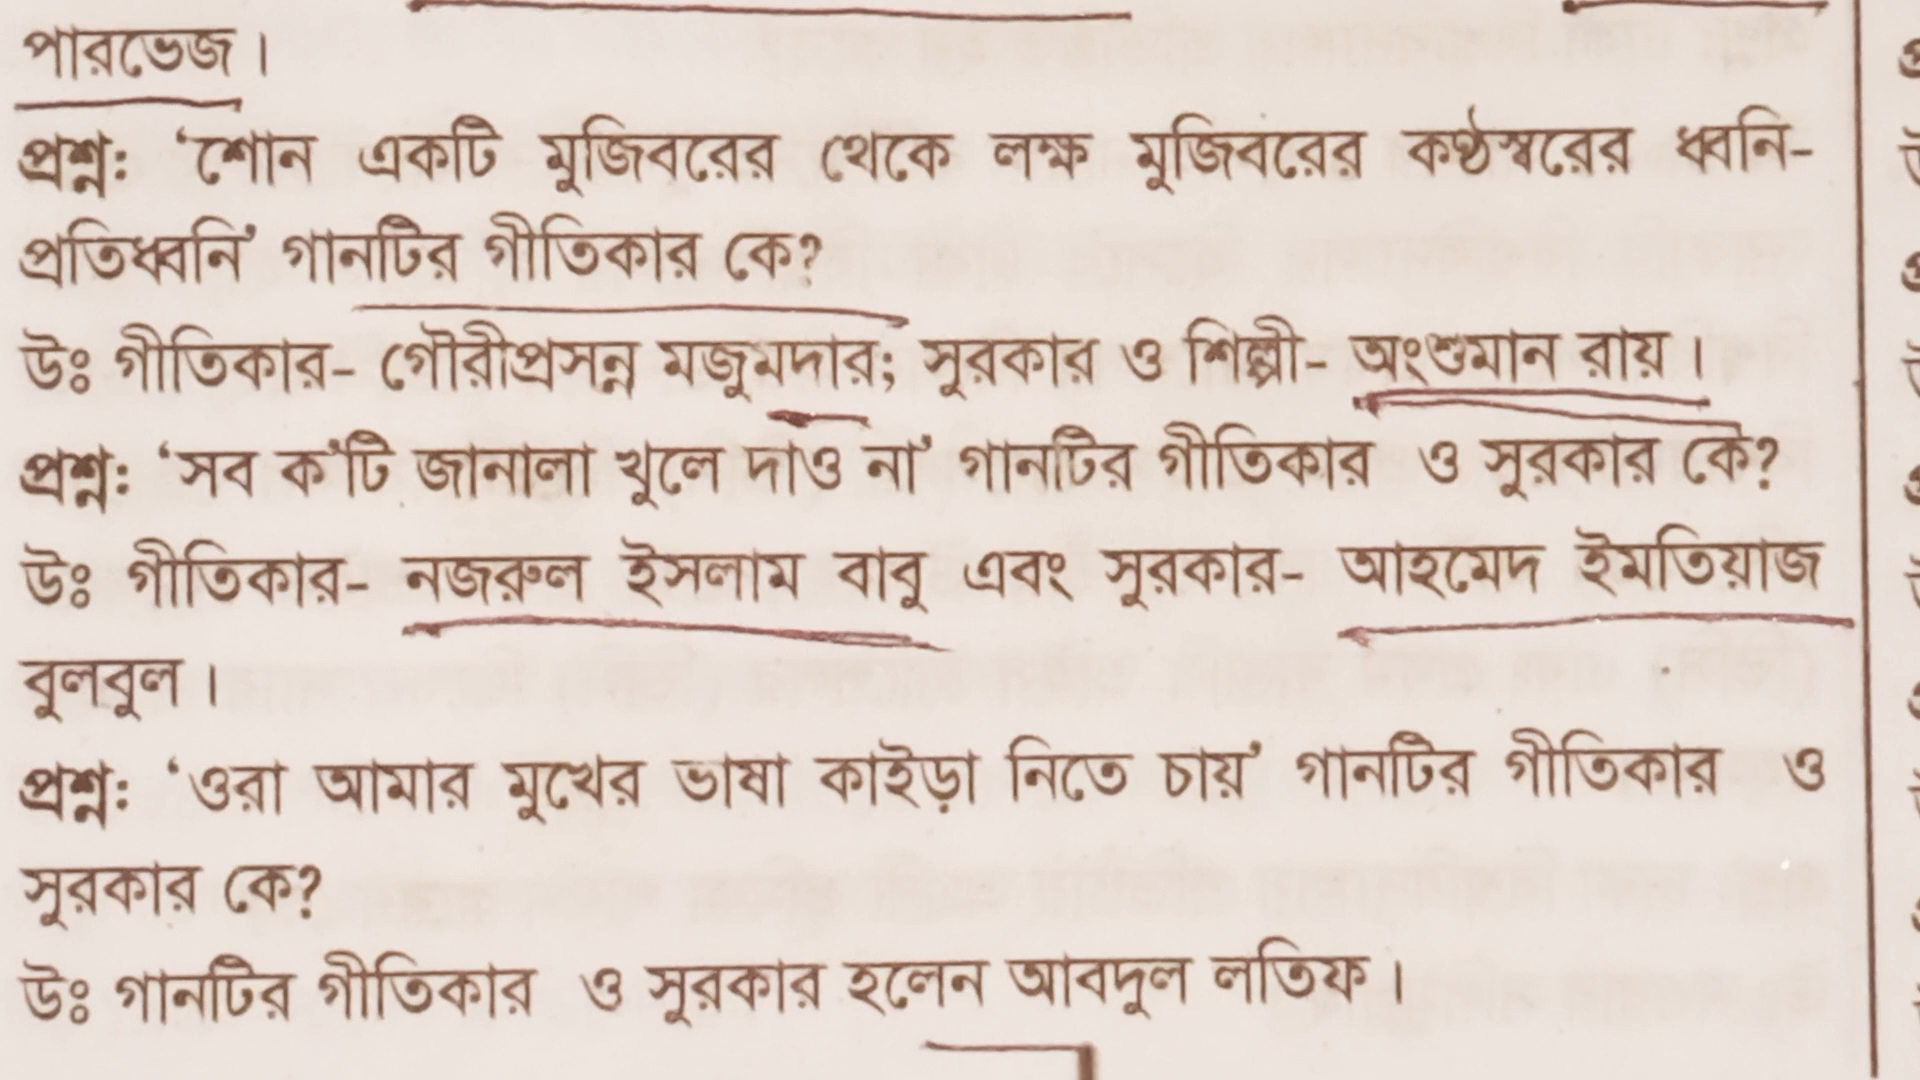 পারভেজ।
প্রশ্ন: ‘শোন একটি মুজিবরের থেকে লক্ষ মুজিবরের কণ্ঠস্বরের ধ্বনি-
প্রতিধ্বনি’ গানটির গীতিকার কে?
উঃ গীতিকার- গৌরীপ্রসন্ন মজুমদার; সুরকার ও শিল্পী- অংশুমান রায়।
প্রশ্ন: ‘সব ক’টি জানালা খুলে দাও না’ গানটির গীতিকার ও সুরকার কে?
উঃ গীতিকার- নজরুল ইসলাম বাবু এবং সুরকার- আহমেদ ইমতিয়াজ
বুলবুল।
প্রশ্ন: ‘ওরা আমার মুখের ভাষা কাইড়া নিতে চায়’ গানটির গীতিকার ও
সুরকার কে?
উঃ গানটির গীতিকার ও সুরকার হলেন আবদুল লতিফ।